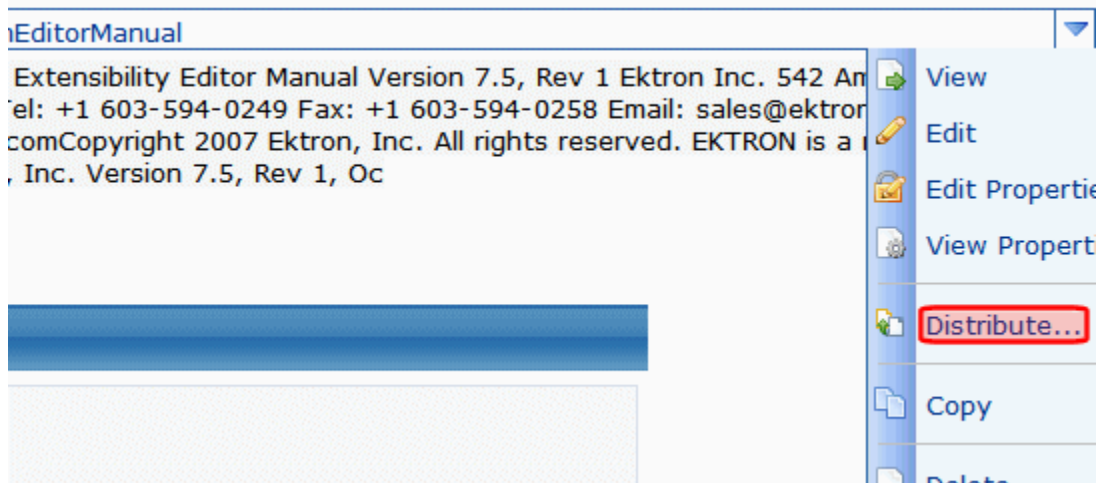 nEditorManual
Extensibility Editor Manual Version 7.5, Rev 1 Ektron Inc. 542 Am
Tel: +1 603-594-0249 Fax: +1 603-594-0258 Email: sales@ektron
comCopyright 2007 Ektron, Inc. All rights reserved. EKTRON is a r
, Inc. Version 7.5, Rev 1, Oc
View
Edit
Edit Propertie
View Properti
Distribute...
Copy
Delete